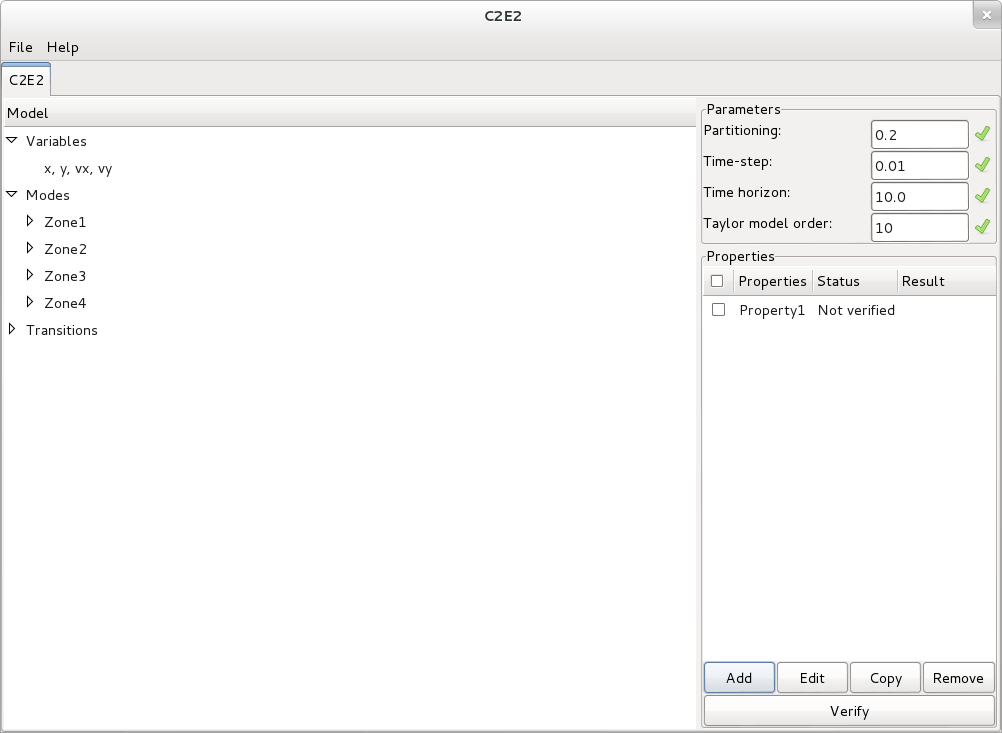 C2E2
File Help
C2E2
Model
Variables
x, y, vx, vy
Modes
Zone1
Zone2
Zone3
Zone4
Transitions
Parameters
Partitioning: 0.2
Time-step: 0.01
Time horizon: 10.0
Taylor model order: 10
Properties
Properties Status Result
Property1 Not verified
Add Edit Copy Remove
Verify